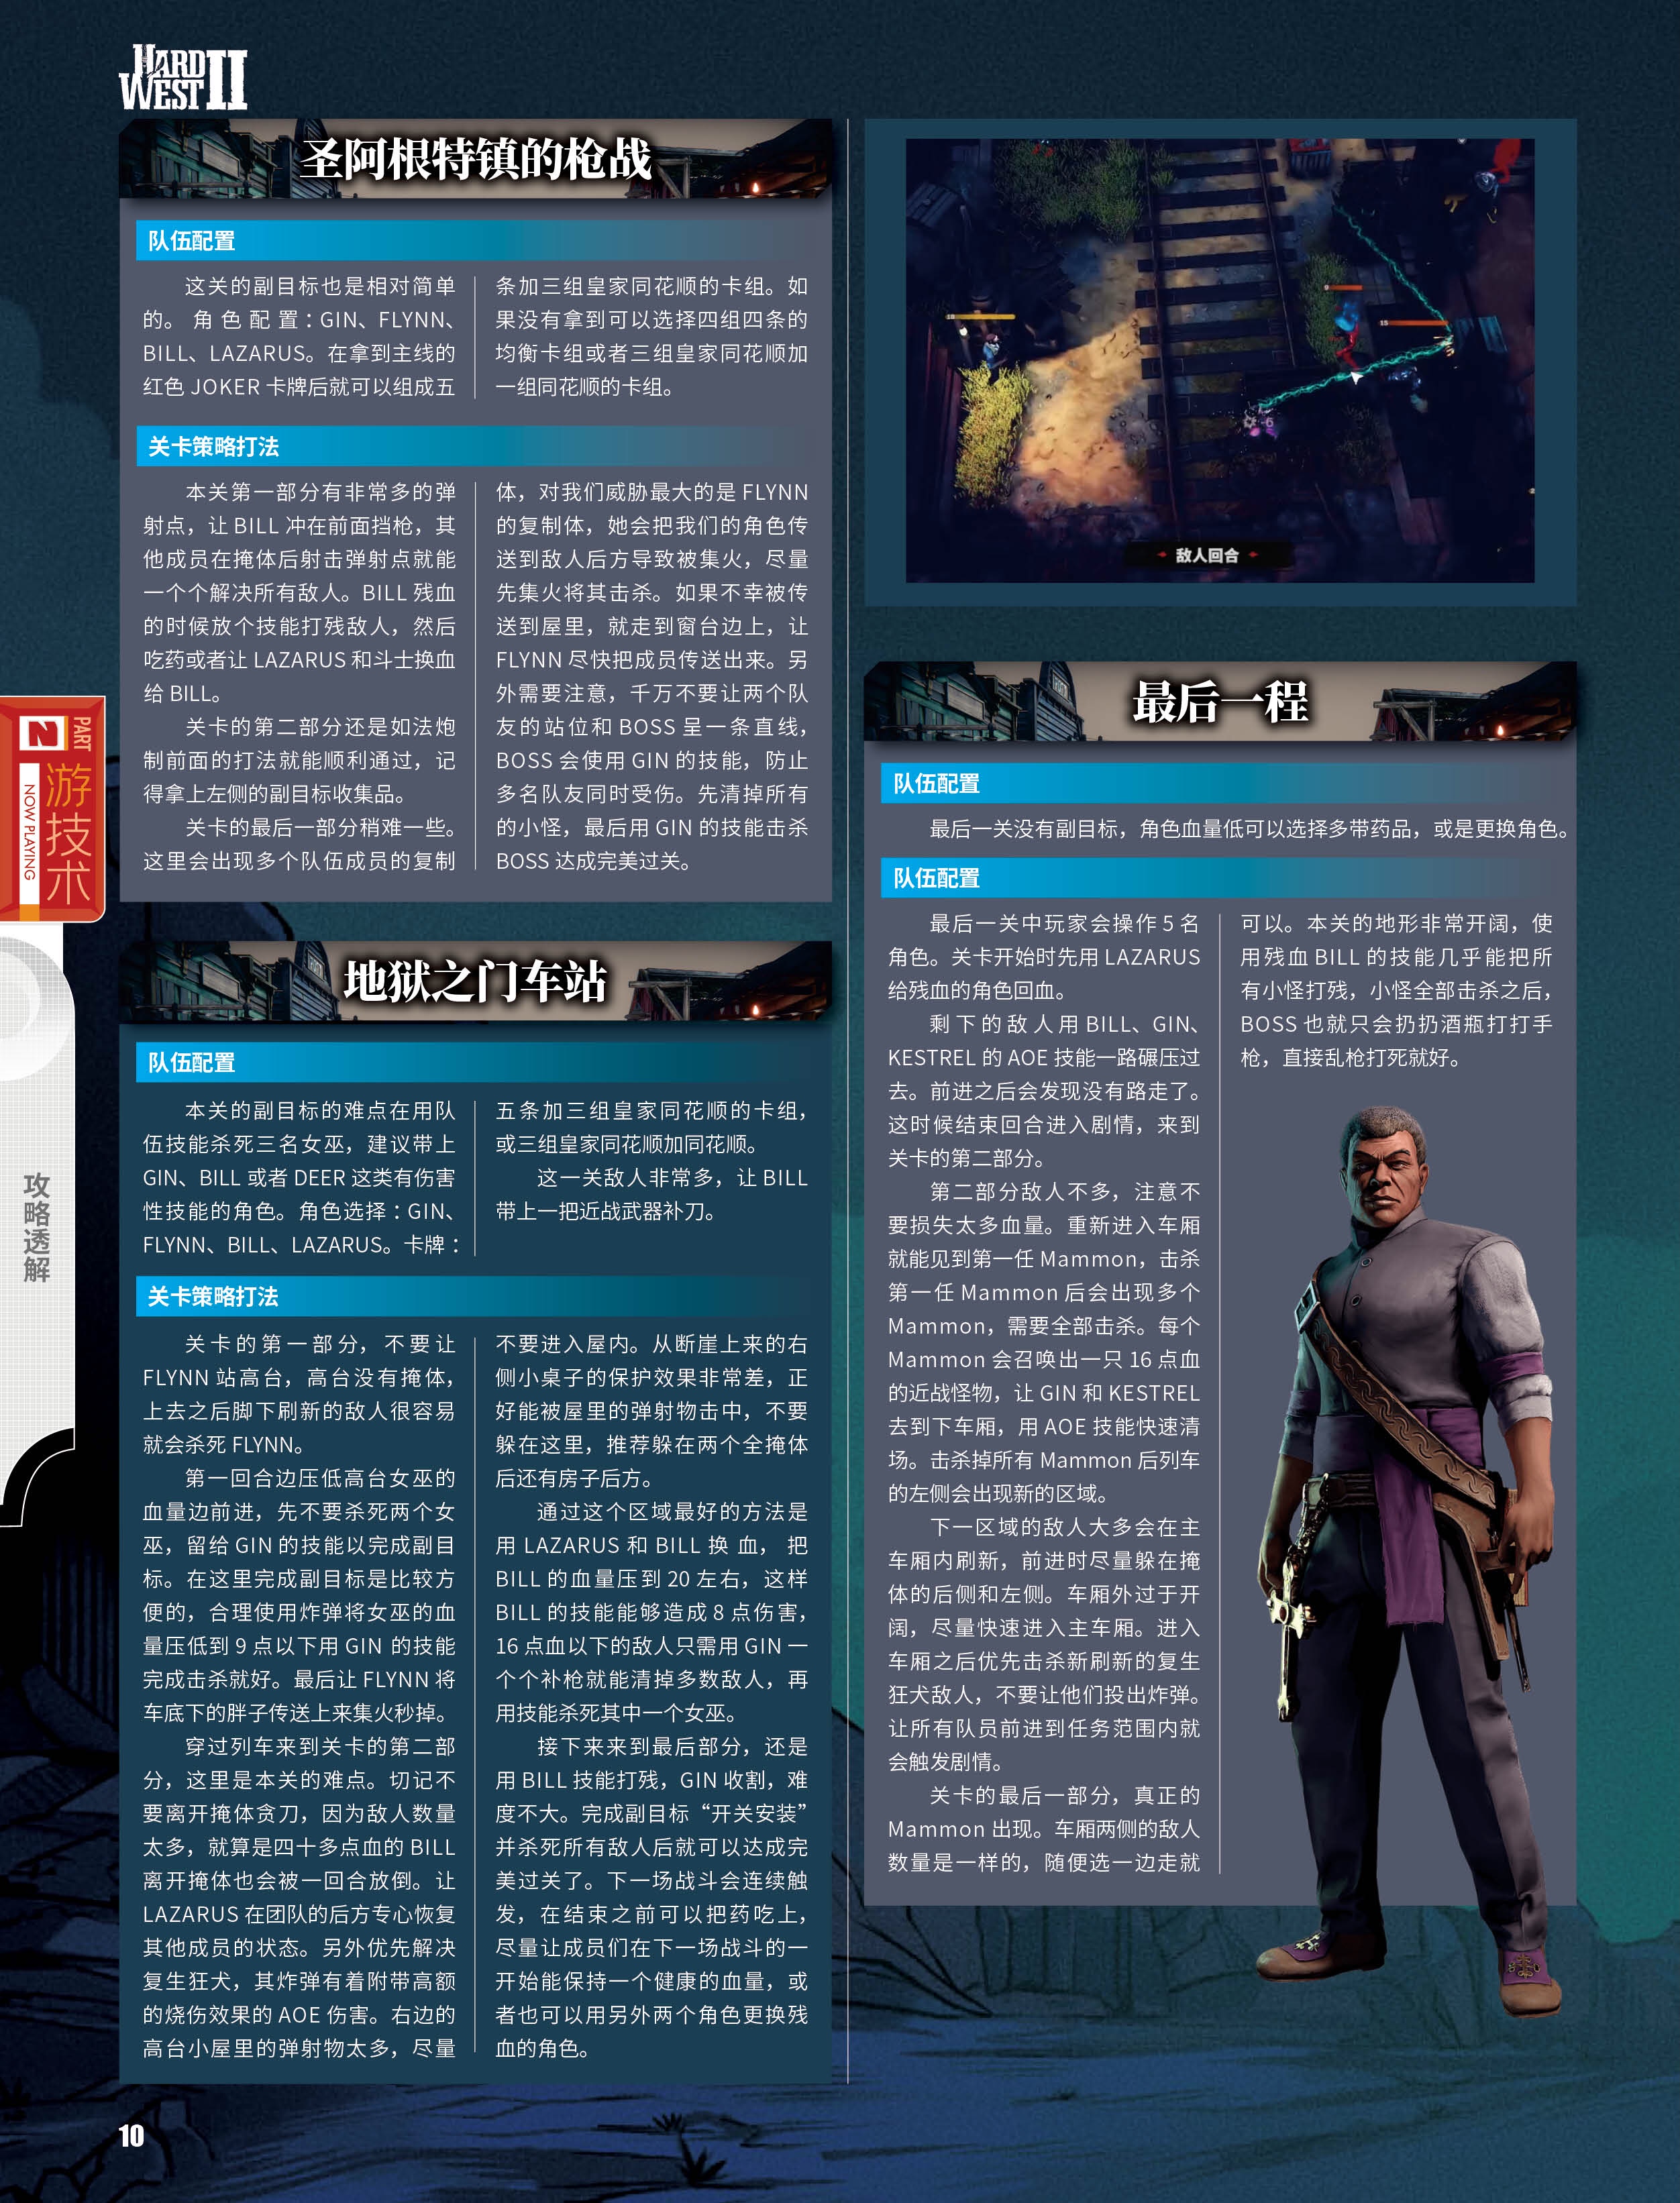 HARD
WEST II
圣阿根特镇的枪战
队伍配置
这关的副目标也是相对简单
的。角色配置：GIN、FLYNN、
BILL、LAZARUS。在拿到主线的
红色 JOKER 卡牌后就可以组成五
条加三组皇家同花顺的卡组。如
果没有拿到可以选择四组四条的
均衡卡组或者三组皇家同花顺加
一组同花顺的卡组。
关卡策略打法
本关第一部分有非常多的弹
射点，让 BILL 冲在前面挡枪，其
他成员在掩体后射击弹射点就能
一个个解决所有敌人。BILL 残血
的时候放个技能打残敌人，然后
吃药或者让 LAZARUS 和斗士换血
给 BILL。
关卡的第二部分还是如法炮
制前面的打法就能顺利通过，记
得拿上左侧的副目标收集品。
关卡的最后一部分稍难一些。
这里会出现多个队伍成员的复制
体，对我们威胁最大的是 FLYNN
的复制体，她会把我们的角色传
送到敌人后方导致被集火，尽量
先集火将其击杀。如果不幸被传
送到屋里，就走到窗台边上，让
FLYNN 尽快把成员传送出来。另
外需要注意，千万不要让两个队
友的站位和 BOSS 呈一条直线，
BOSS 会使用 GIN 的技能，防止
多名队友同时受伤。先清掉所有
的小怪，最后用 GIN 的技能击杀
BOSS 达成完美过关。
地狱之门车站
队伍配置
本关的副目标的难点在用队
伍技能杀死三名女巫，建议带上
GIN、BILL 或者 DEER 这类有伤害
性技能的角色。角色选择：GIN、
FLYNN、BILL、LAZARUS。卡牌：
五条加三组皇家同花顺的卡组，
或三组皇家同花顺加同花顺。
这一关敌人非常多，让 BILL
带上一把近战武器补刀。
关卡策略打法
关卡的第一部分，不要让
FLYNN 站高台，高台没有掩体，
上去之后脚下刷新的敌人很容易
就会杀死 FLYNN。
第一回合边压低高台女巫的
血量边前进，先不要杀死两个女
巫，留给 GIN 的技能以完成副目
标。在这里完成副目标是比较方
便的，合理使用炸弹将女巫的血
量压低到 9 点以下用 GIN 的技能
完成击杀就好。最后让 FLYNN 将
车底下的胖子传送上来集火秒掉。
穿过列车来到关卡的第二部
分，这里是本关的难点。切记不
要离开掩体贪刀，因为敌人数量
太多，就算是四十多点血的 BILL
离开掩体也会被一回合放倒。让
LAZARUS 在团队的后方专心恢复
其他成员的状态。另外优先解决
复生狂犬，其炸弹有着附带高额
的烧伤效果的 AOE 伤害。右边的
高台小屋里的弹射物太多，尽量
不要进入屋内。从断崖上来的右
侧小桌子的保护效果非常差，正
好能被屋里的弹射物击中，不要
躲在这里，推荐躲在两个全掩体
后还有房子后方。
通过这个区域最好的方法是
用 LAZARUS 和 BILL 换血，把
BILL 的血量压到 20 左右，这样
BILL 的技能能够造成 8 点伤害，
16 点血以下的敌人只需用 GIN 一
个个补枪就能清掉多数敌人，再
用技能杀死其中一个女巫。
接下来来到最后部分，还是
用 BILL 技能打残，GIN 收割，难
度不大。完成副目标“开关安装”
并杀死所有敌人后就可以达成完
美过关了。下一场战斗会连续触
发，在结束之前可以把药吃上，
尽量让成员们在下一场战斗的一
开始能保持一个健康的血量，或
者也可以用另外两个角色更换残
血的角色。
15
-6
敌人回合
最后一程
队伍配置
最后一关没有副目标，角色血量低可以选择多带药品，或是更换角色。
队伍配置
最后一关中玩家会操作 5 名
角色。关卡开始时先用 LAZARUS
给残血的角色回血。
剩下的敌人用 BILL、GIN、
KESTREL 的 AOE 技能一路碾压过
去。前进之后会发现没有路走了。
这时候结束回合进入剧情，来到
关卡的第二部分。
第二部分敌人不多，注意不
要损失太多血量。重新进入车厢
就能见到第一任 Mammon，击杀
第一任 Mammon 后会出现多个
Mammon，需要全部击杀。每个
Mammon 会召唤出一只 16 点血
的近战怪物，让 GIN 和 KESTREL
去到下车厢，用 AOE 技能快速清
场。击杀掉所有 Mammon 后列车
的左侧会出现新的区域。
下一区域的敌人大多会在主
车厢内刷新，前进时尽量躲在掩
体的后侧和左侧。车厢外过于开
阔，尽量快速进入主车厢。进入
车厢之后优先击杀新刷新的复生
狂犬敌人，不要让他们投出炸弹。
让所有队员前进到任务范围内就
会触发剧情。
关卡的最后一部分，真正的
Mammon 出现。车厢两侧的敌人
数量是一样的，随便选一边走就
可以。本关的地形非常开阔，使
用残血 BILL 的技能几乎能把所
有小怪打残，小怪全部击杀之后，
BOSS 也就只会扔扔酒瓶打打手
枪，直接乱枪打死就好。
PART
N
游技术
NOW PLAYING
攻略透解
10